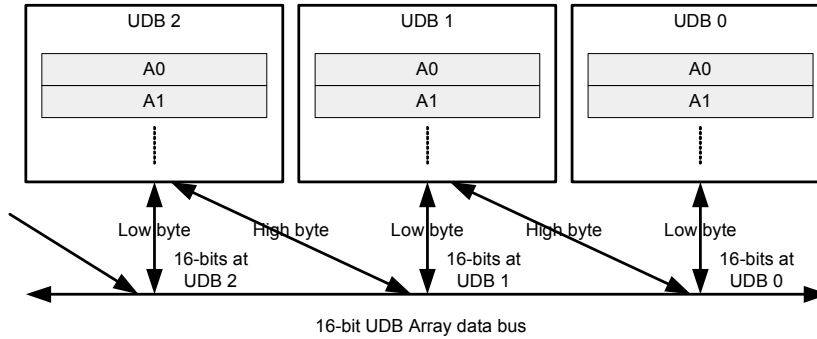 UDB 2
UDB 1
UDB 0
A0
A0
A0
A1
A1
A1
Low byte
High byte
Low byte
High byte
Low byte
16-bits at
UDB 2
16-bits at
UDB 1
16-bits at
UDB 0
16-bit UDB Array data bus